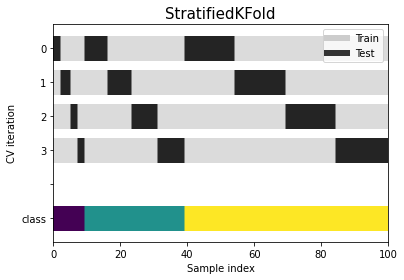 StratifiedKFold
Train
Test
CV iteration
0
1
2
3
class
0 20 40 60 80 100
Sample index